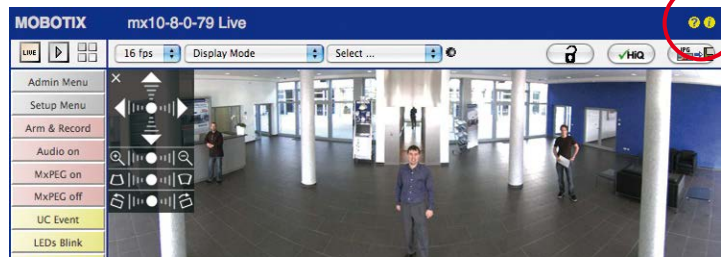 MOBOTIX mx10-8-0-79 Live ? i
LIVE 16 fps Display Mode Select ... HiQ JPG
Admin Menu
Setup Menu
Arm & Record
Audio on
MxPEG on
MxPEG off
UC Event
LEDs Blink